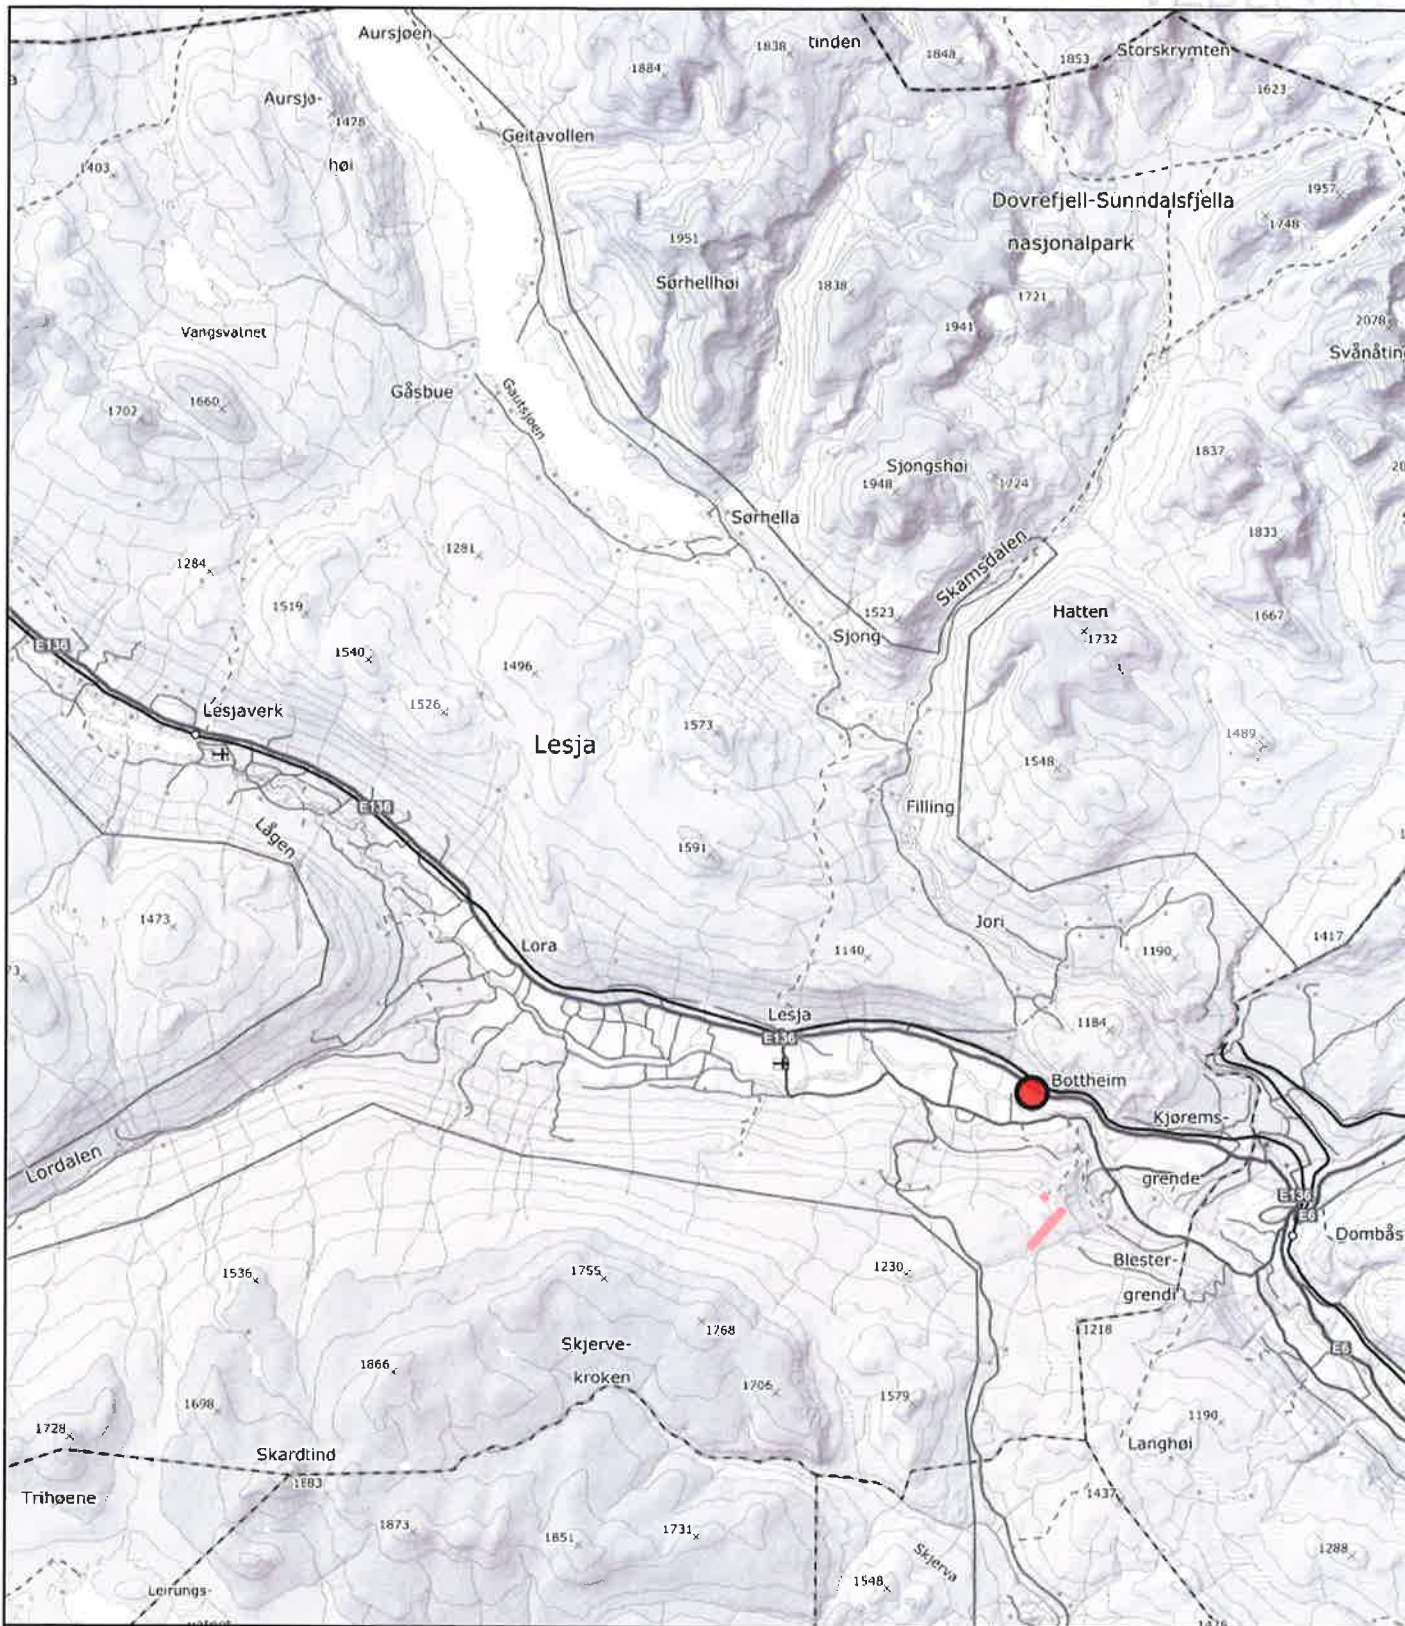 Aursjøen
1838
tinden
1848
1853
Storskrymten
1884
1623
Aursjø-
1478
høi
Geitavollen
1403
1957
Dovrefjell-Sunndalsfjella
nasjonalpark
1748
1951
Sørhellhøi
1838
1721
1941
2078
Vangsvatnet
Svånåting
Gåsbue
Gautsjøen
1702
1660
1837
Sjongshøi
1948
1724
Sørhella
1833
1281
1284
Skamsdalen
1519
1523
Hatten
1732
1667
Sjong
E136
1540
1496
1526
Lesjaverk
1573
Lesja
1489
1548
E136
Filling
Lågen
1591
1473
Jori
1417
Lora
1140
1190
73
Lesja
E136
1184
Bottheim
Kjørems-
grende
Lordalen
E136
E6
Dombås
Blester-
grendi
1536
1755
1230
1768
1218
Skjerve-
kroken
E6
1866
1706
1579
1698
1190
1728
Langhøi
Skardtind
1883
Trihøene
1437
1873
1851
1731
Skjerva
1288
1548
Leirungs-
vatnet
1426